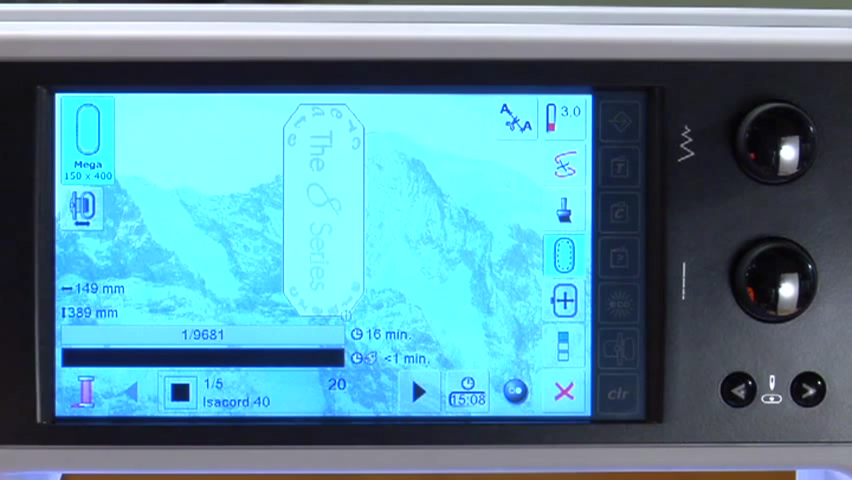 Mega
150 x 400
A
A
3.0
The 8 Series
149 mm
389 mm
1/9681
16 min.
<1 min.
1/5
20
Isacord 40
15:08
clr